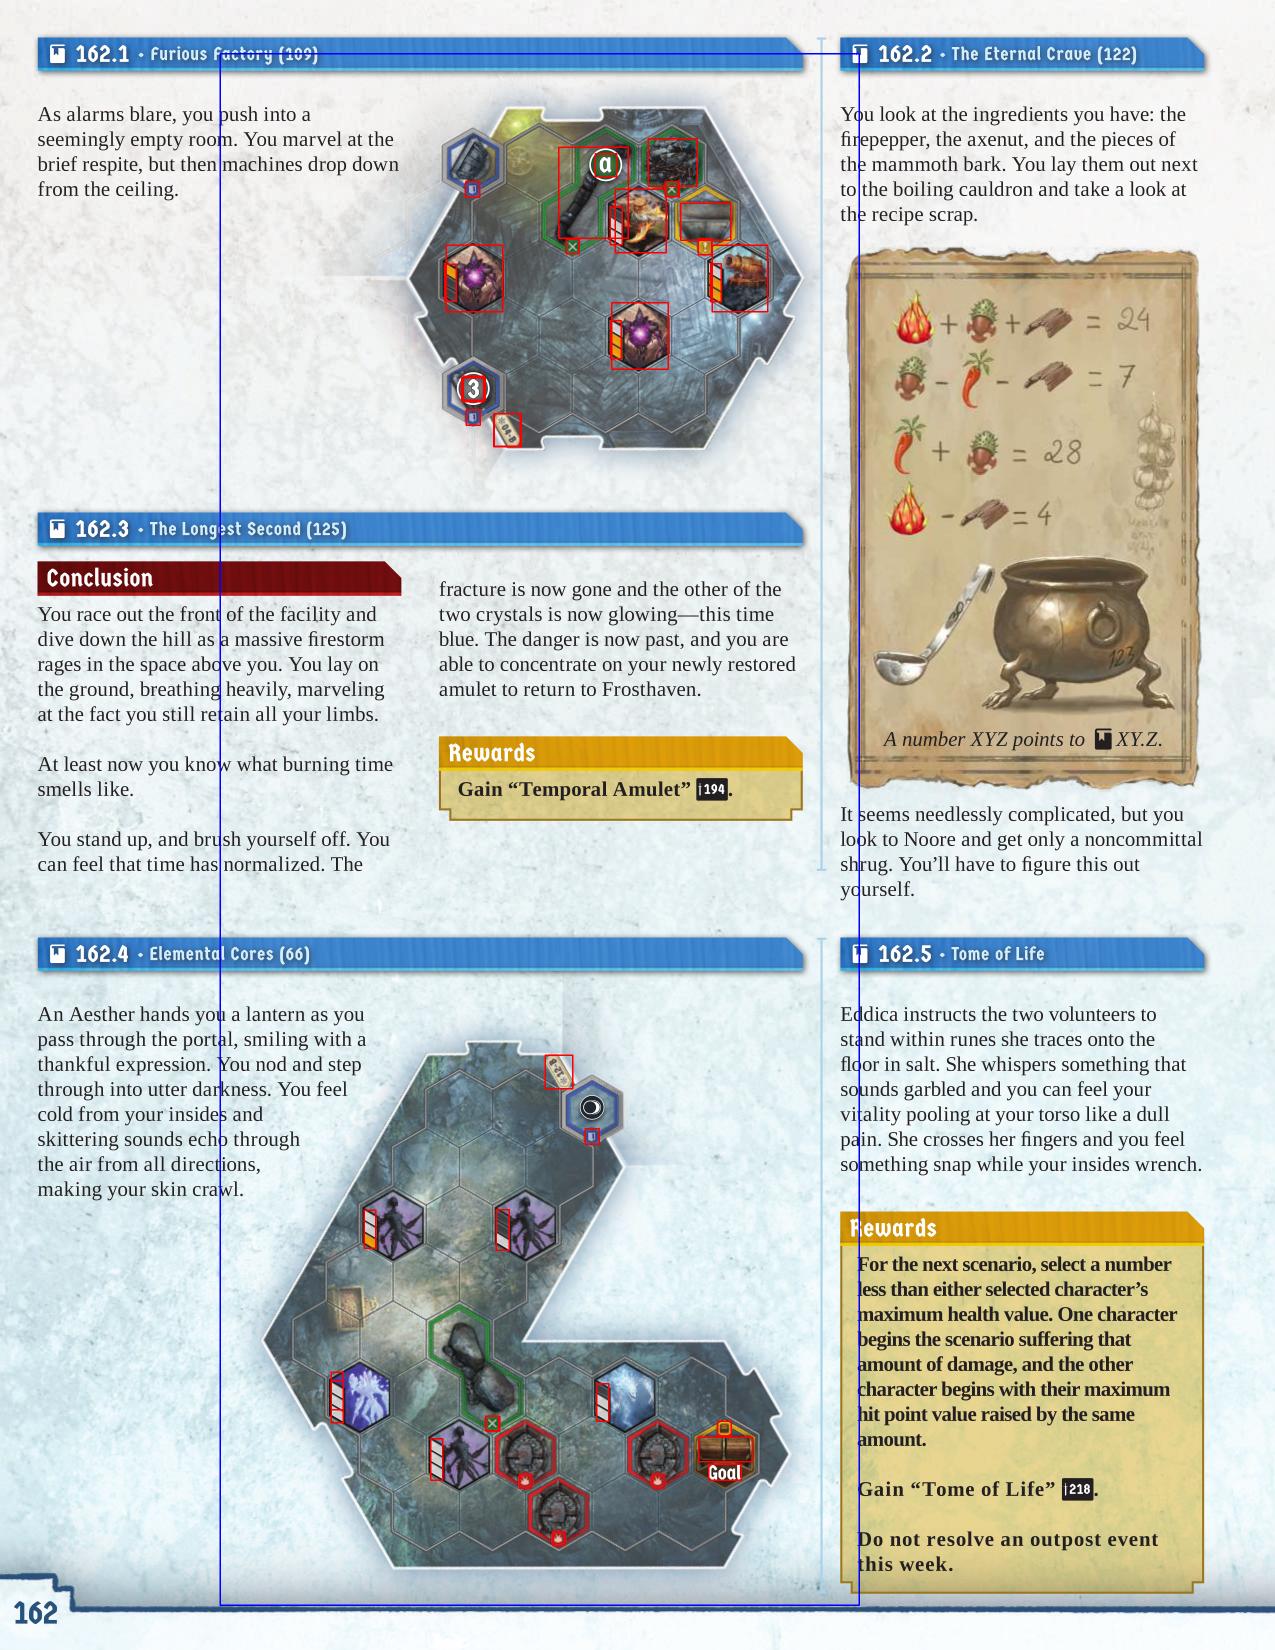 162.1 • Furious Factory (109)
As alarms blare, you push into a
seemingly empty room. You marvel at the
brief respite, but then machines drop down
from the ceiling.
a
3
04-B
162.2 • The Eternal Crave (122)
You look at the ingredients you have: the
firepepper, the axenut, and the pieces of
the mammoth bark. You lay them out next
to the boiling cauldron and take a look at
the recipe scrap.
+ + = 24
- - = 7
+ = 28
- = 4
123
A number XYZ points to XY.Z.
It seems needlessly complicated, but you
look to Noore and get only a noncommittal
shrug. You’ll have to figure this out
yourself.
162.3 • The Longest Second (125)
Conclusion
You race out the front of the facility and
dive down the hill as a massive firestorm
rages in the space above you. You lay on
the ground, breathing heavily, marveling
at the fact you still retain all your limbs.
At least now you know what burning time
smells like.
You stand up, and brush yourself off. You
can feel that time has normalized. The
fracture is now gone and the other of the
two crystals is now glowing—this time
blue. The danger is now past, and you are
able to concentrate on your newly restored
amulet to return to Frosthaven.
Rewards
Gain “Temporal Amulet” 194.
162.4 • Elemental Cores (66)
An Aesther hands you a lantern as you
pass through the portal, smiling with a
thankful expression. You nod and step
through into utter darkness. You feel
cold from your insides and
skittering sounds echo through
the air from all directions,
making your skin crawl.
12-B
Goal
162.5 • Tome of Life
Eddica instructs the two volunteers to
stand within runes she traces onto the
floor in salt. She whispers something that
sounds garbled and you can feel your
vitality pooling at your torso like a dull
pain. She crosses her fingers and you feel
something snap while your insides wrench.
Rewards
For the next scenario, select a number
less than either selected character’s
maximum health value. One character
begins the scenario suffering that
amount of damage, and the other
character begins with their maximum
hit point value raised by the same
amount.
Gain “Tome of Life” 218.
Do not resolve an outpost event
this week.
162